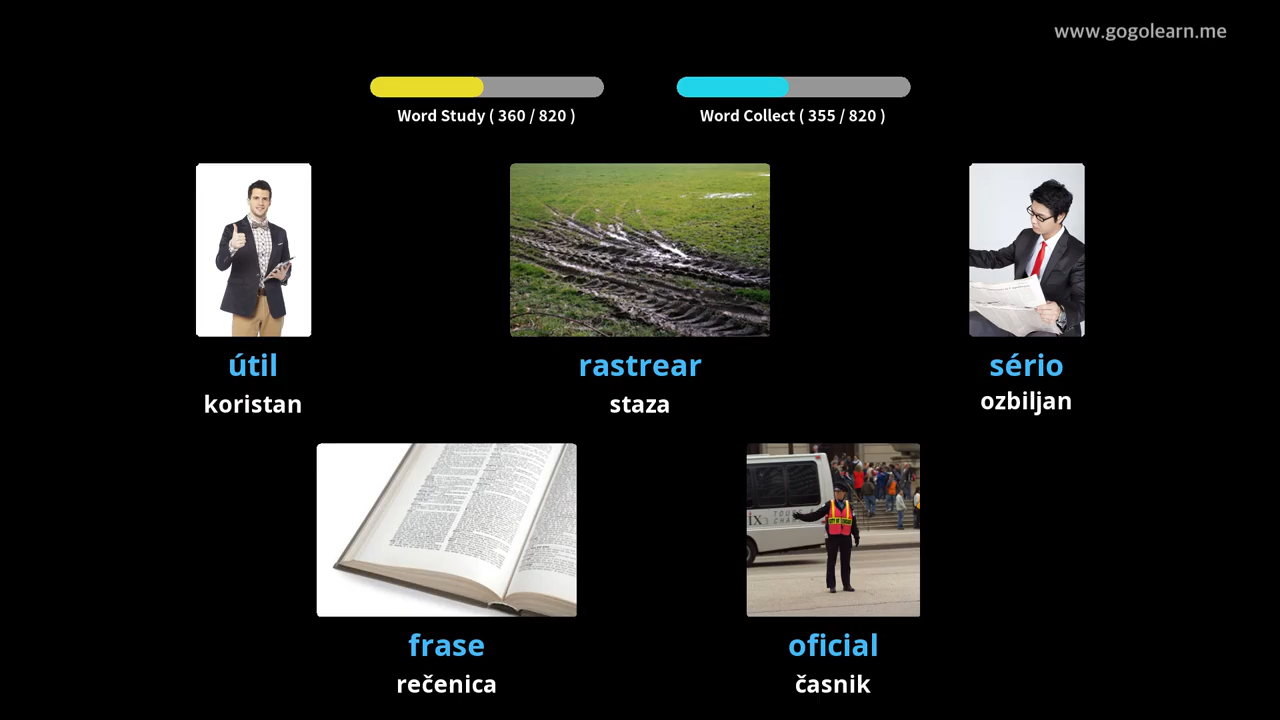 www.gogolearn.me
Word Study ( 360 / 820 )
Word Collect ( 355 / 820 )
útil
koristan
rastrear
staza
sério
ozbiljan
frase
rečenica
oficial
časnik